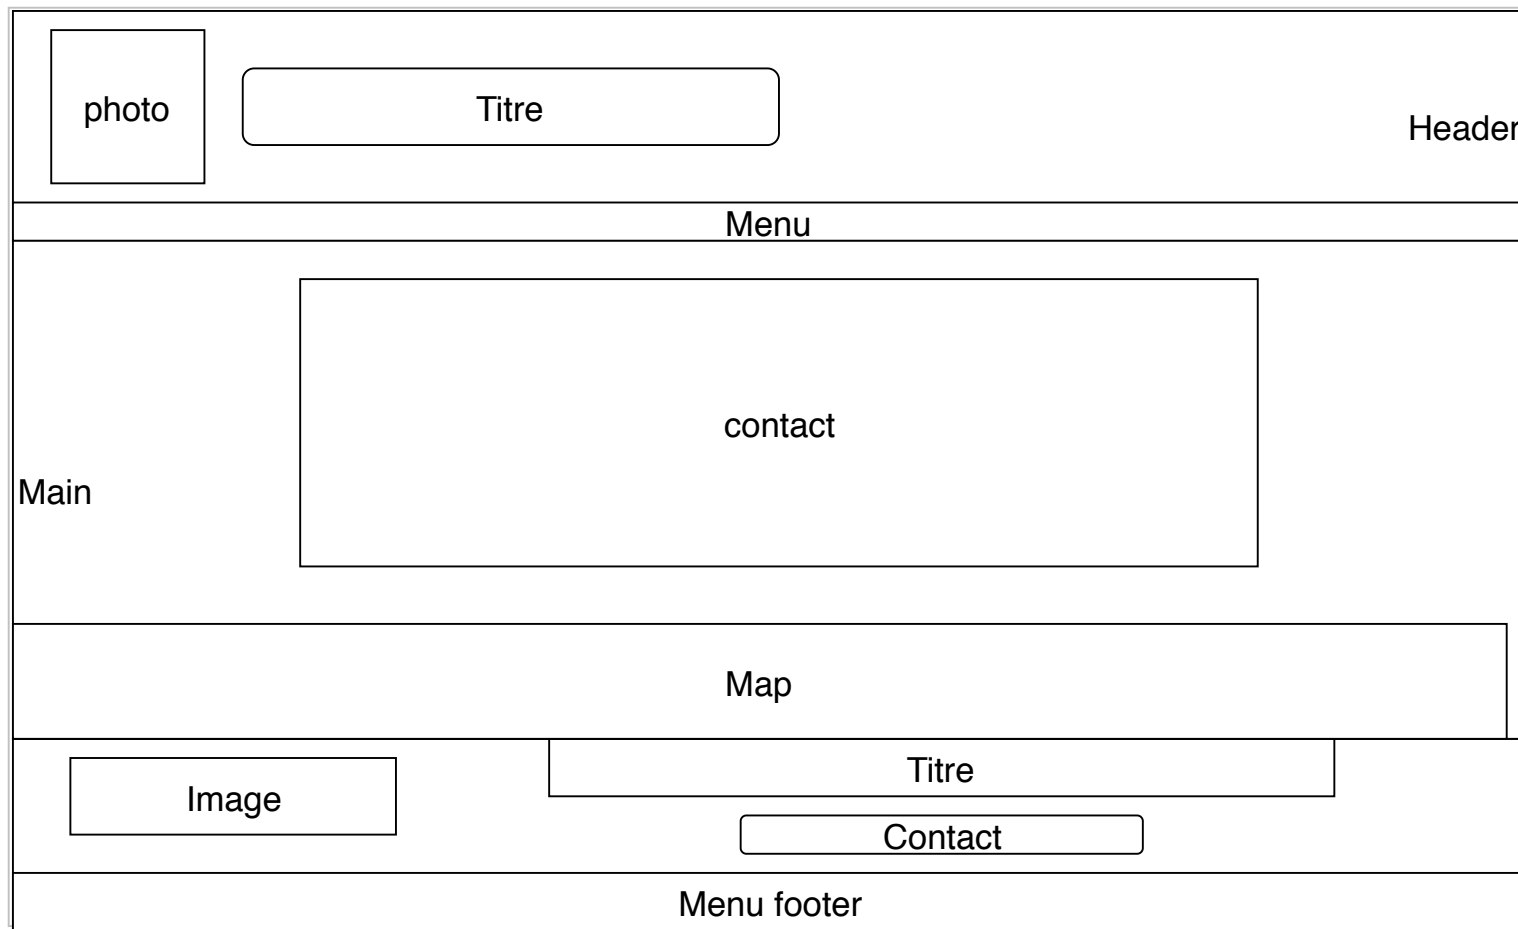 photo
Titre
Header
Menu
contact
Main
Map
Titre
Image
Contact
Menu footer